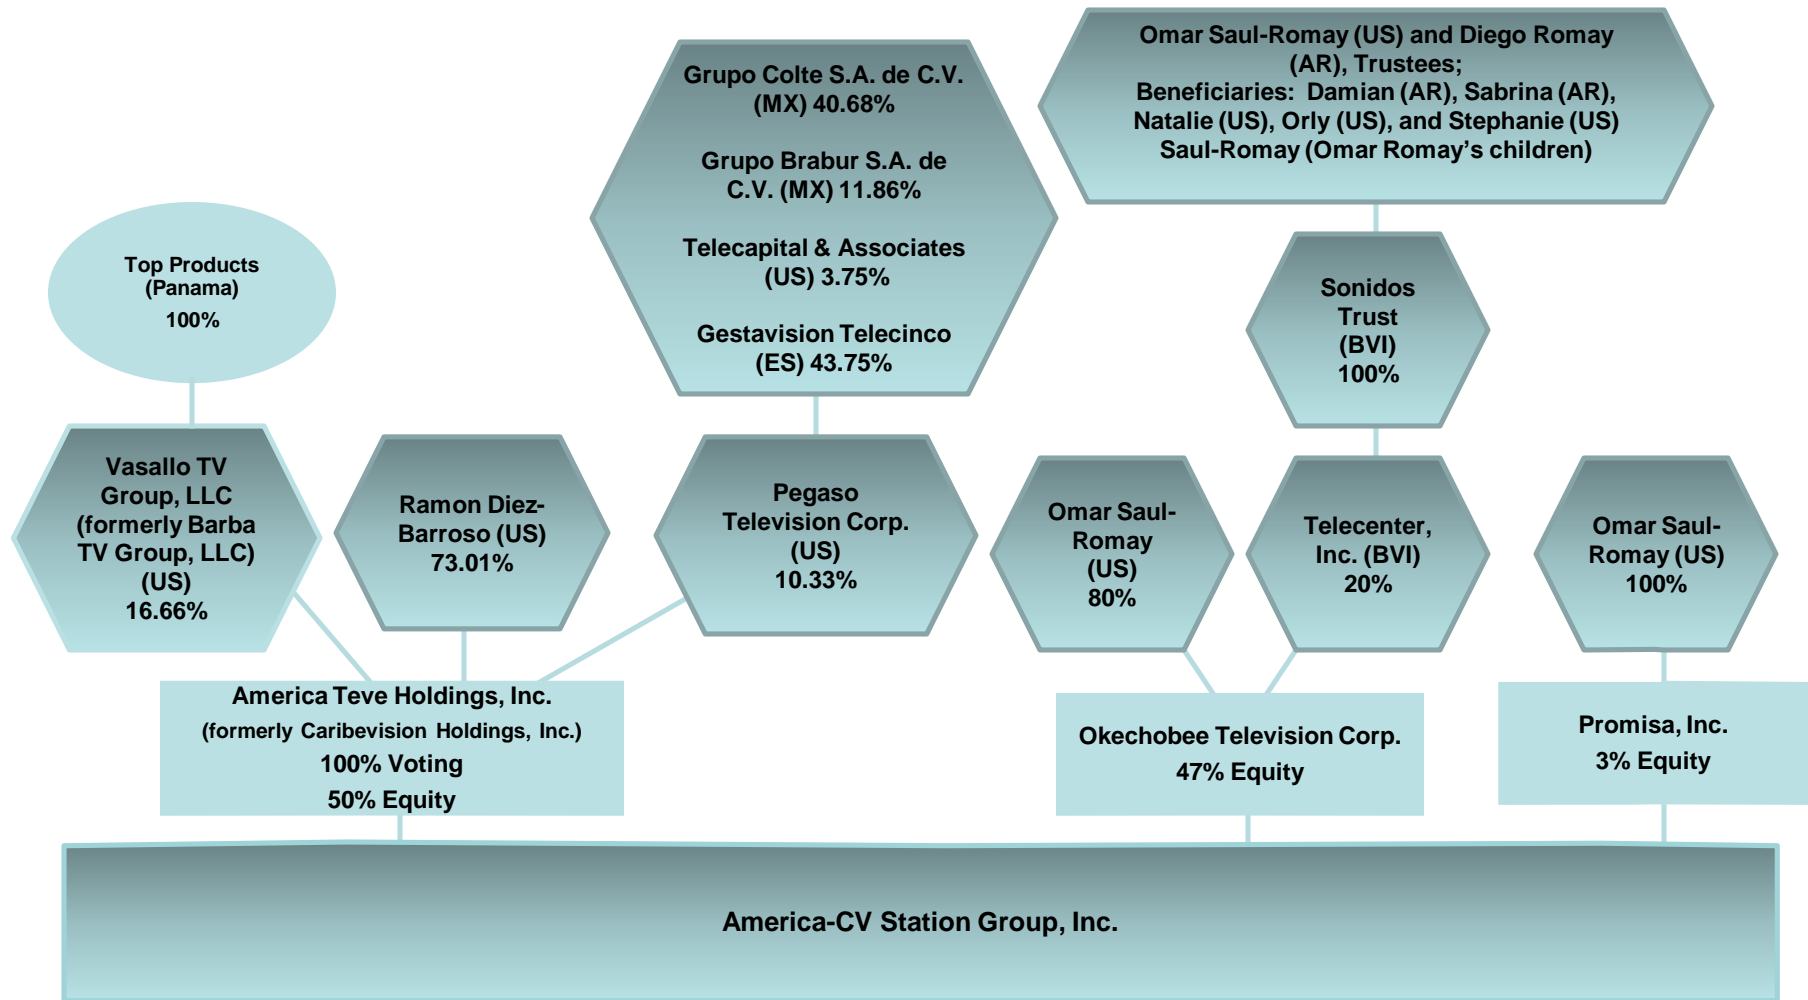 Omar Saul-Romay (US) and Diego Romay
(AR), Trustees;
Beneficiaries: Damian (AR), Sabrina (AR),
Natalie (US), Orly (US), and Stephanie (US)
Saul-Romay (Omar Romay’s children)
Grupo Colte S.A. de C.V.
(MX) 40.68%
Grupo Brabur S.A. de
C.V. (MX) 11.86%
Telecapital & Associates
(US) 3.75%
Gestavision Telecinco
(ES) 43.75%
Top Products
(Panama)
100%
Sonidos
Trust
(BVI)
100%
Vasallo TV
Group, LLC
(formerly Barba
TV Group, LLC)
(US)
16.66%
Ramon Diez-
Barroso (US)
73.01%
Pegaso
Television Corp.
(US)
10.33%
Omar Saul-
Romay
(US)
80%
Telecenter,
Inc. (BVI)
20%
Omar Saul-
Romay (US)
100%
America Teve Holdings, Inc.
(formerly Caribevision Holdings, Inc.)
100% Voting
50% Equity
Okechobee Television Corp.
47% Equity
Promisa, Inc.
3% Equity
America-CV Station Group, Inc.